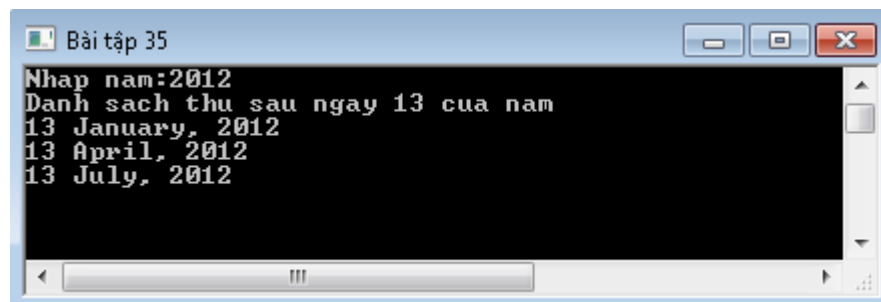 Bài tập 35
Nhap nam:2012
Danh sach thu sau ngay 13 cua nam
13 January, 2012
13 April, 2012
13 July, 2012